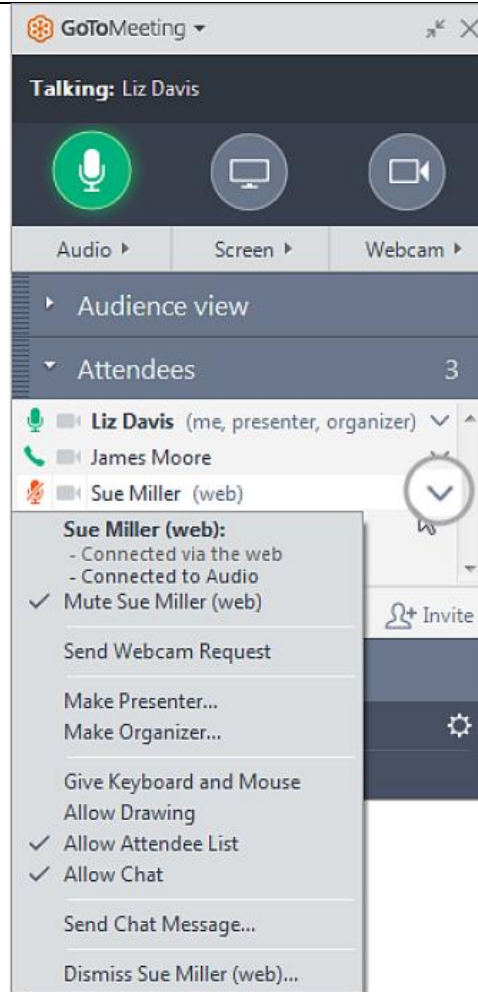 GoToMeeting
Talking: Liz Davis
Audio Screen Webcam
Audience view
Attendees 3
Liz Davis (me, presenter, organizer)
James Moore
Sue Miller (web)
Sue Miller (web):
- Connected via the web
- Connected to Audio
Mute Sue Miller (web)
Invite
Send Webcam Request
Make Presenter...
Make Organizer...
Give Keyboard and Mouse
Allow Drawing
Allow Attendee List
Allow Chat
Send Chat Message...
Dismiss Sue Miller (web)...